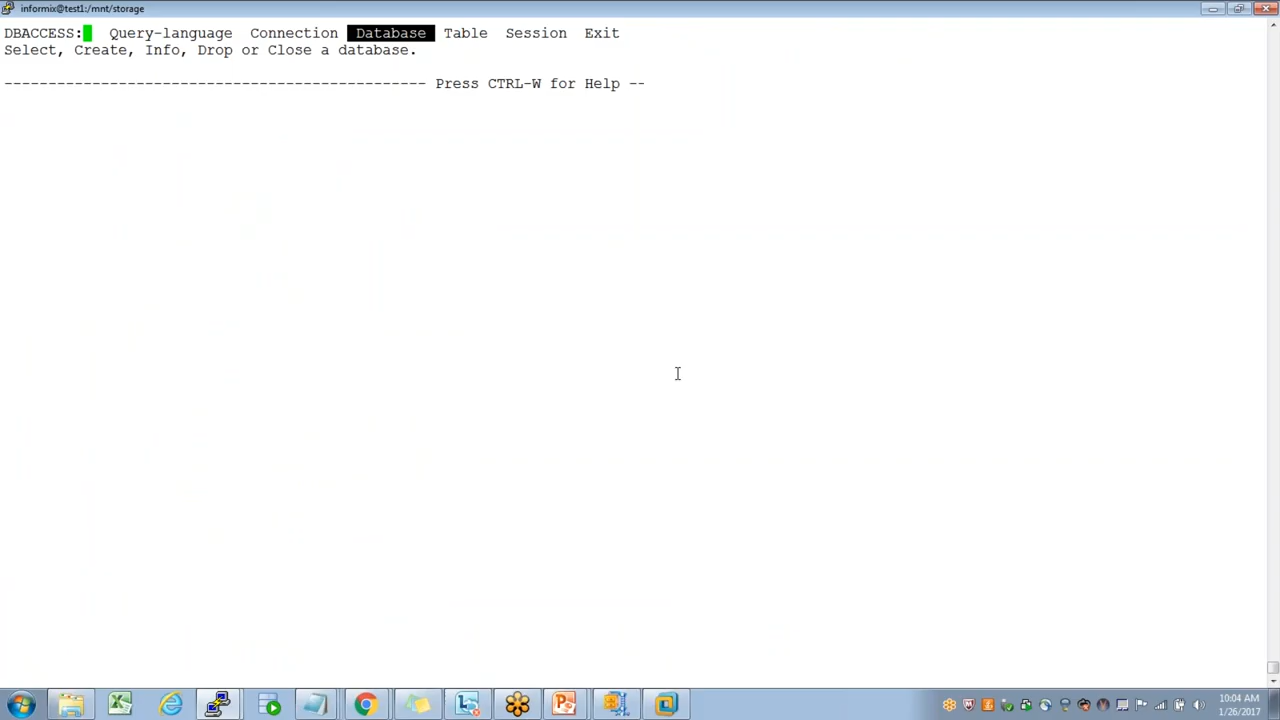 informix@test1:/mnt/storage
DBACCESS: Query-language Connection Database Table Session Exit
Select, Create, Info, Drop or Close a database.
------------------------------------------------ Press CTRL-W for Help --
10:04 AM
1/26/2017